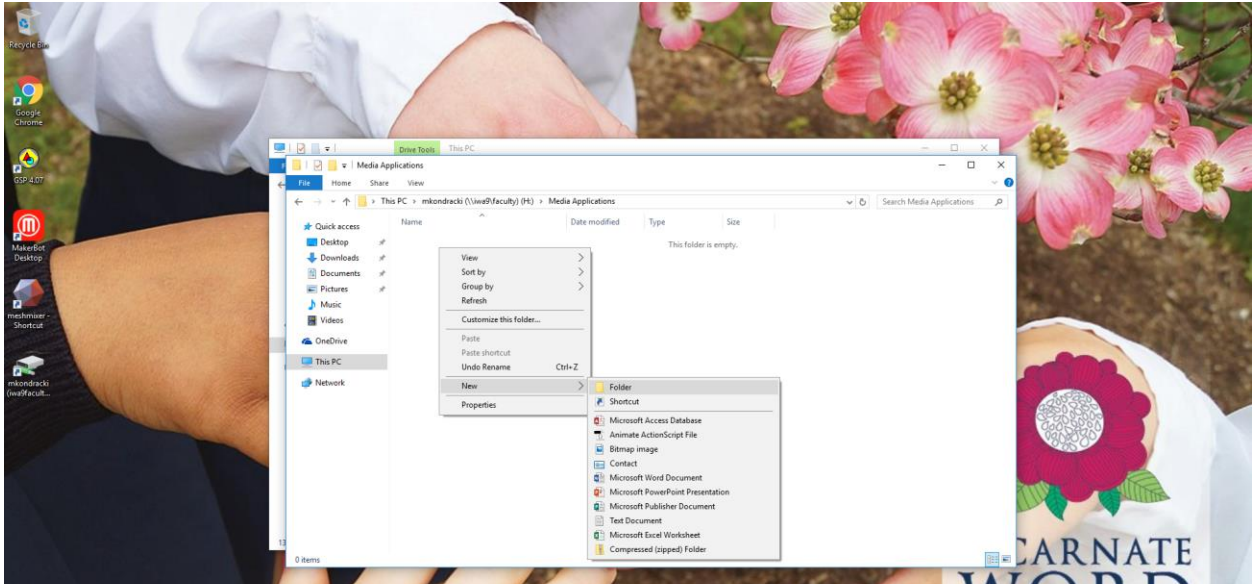 Recycle Bin
Google
Chrome
GSP 4.07
MakerBot
Desktop
meshmixer -
Shortcut
mkondracki
(iwa9facult...
Drive Tools This PC
Media Applications
File Home Share View
This PC > mkondracki (\\iwa9\faculty) (H:) > Media Applications
Search Media Applications
Name Date modified Type Size
This folder is empty.
Quick access
Desktop
Downloads
Documents
Pictures
Music
Videos
OneDrive
This PC
Network
View
Sort by
Group by
Refresh
Customize this folder...
Paste
Paste shortcut
Undo Rename Ctrl+Z
New
Properties
Folder
Shortcut
Microsoft Access Database
Animate ActionScript File
Bitmap image
Contact
Microsoft Word Document
Microsoft PowerPoint Presentation
Microsoft Publisher Document
Text Document
Microsoft Excel Worksheet
Compressed (zipped) Folder
13
0 items
CARNATE
WORD